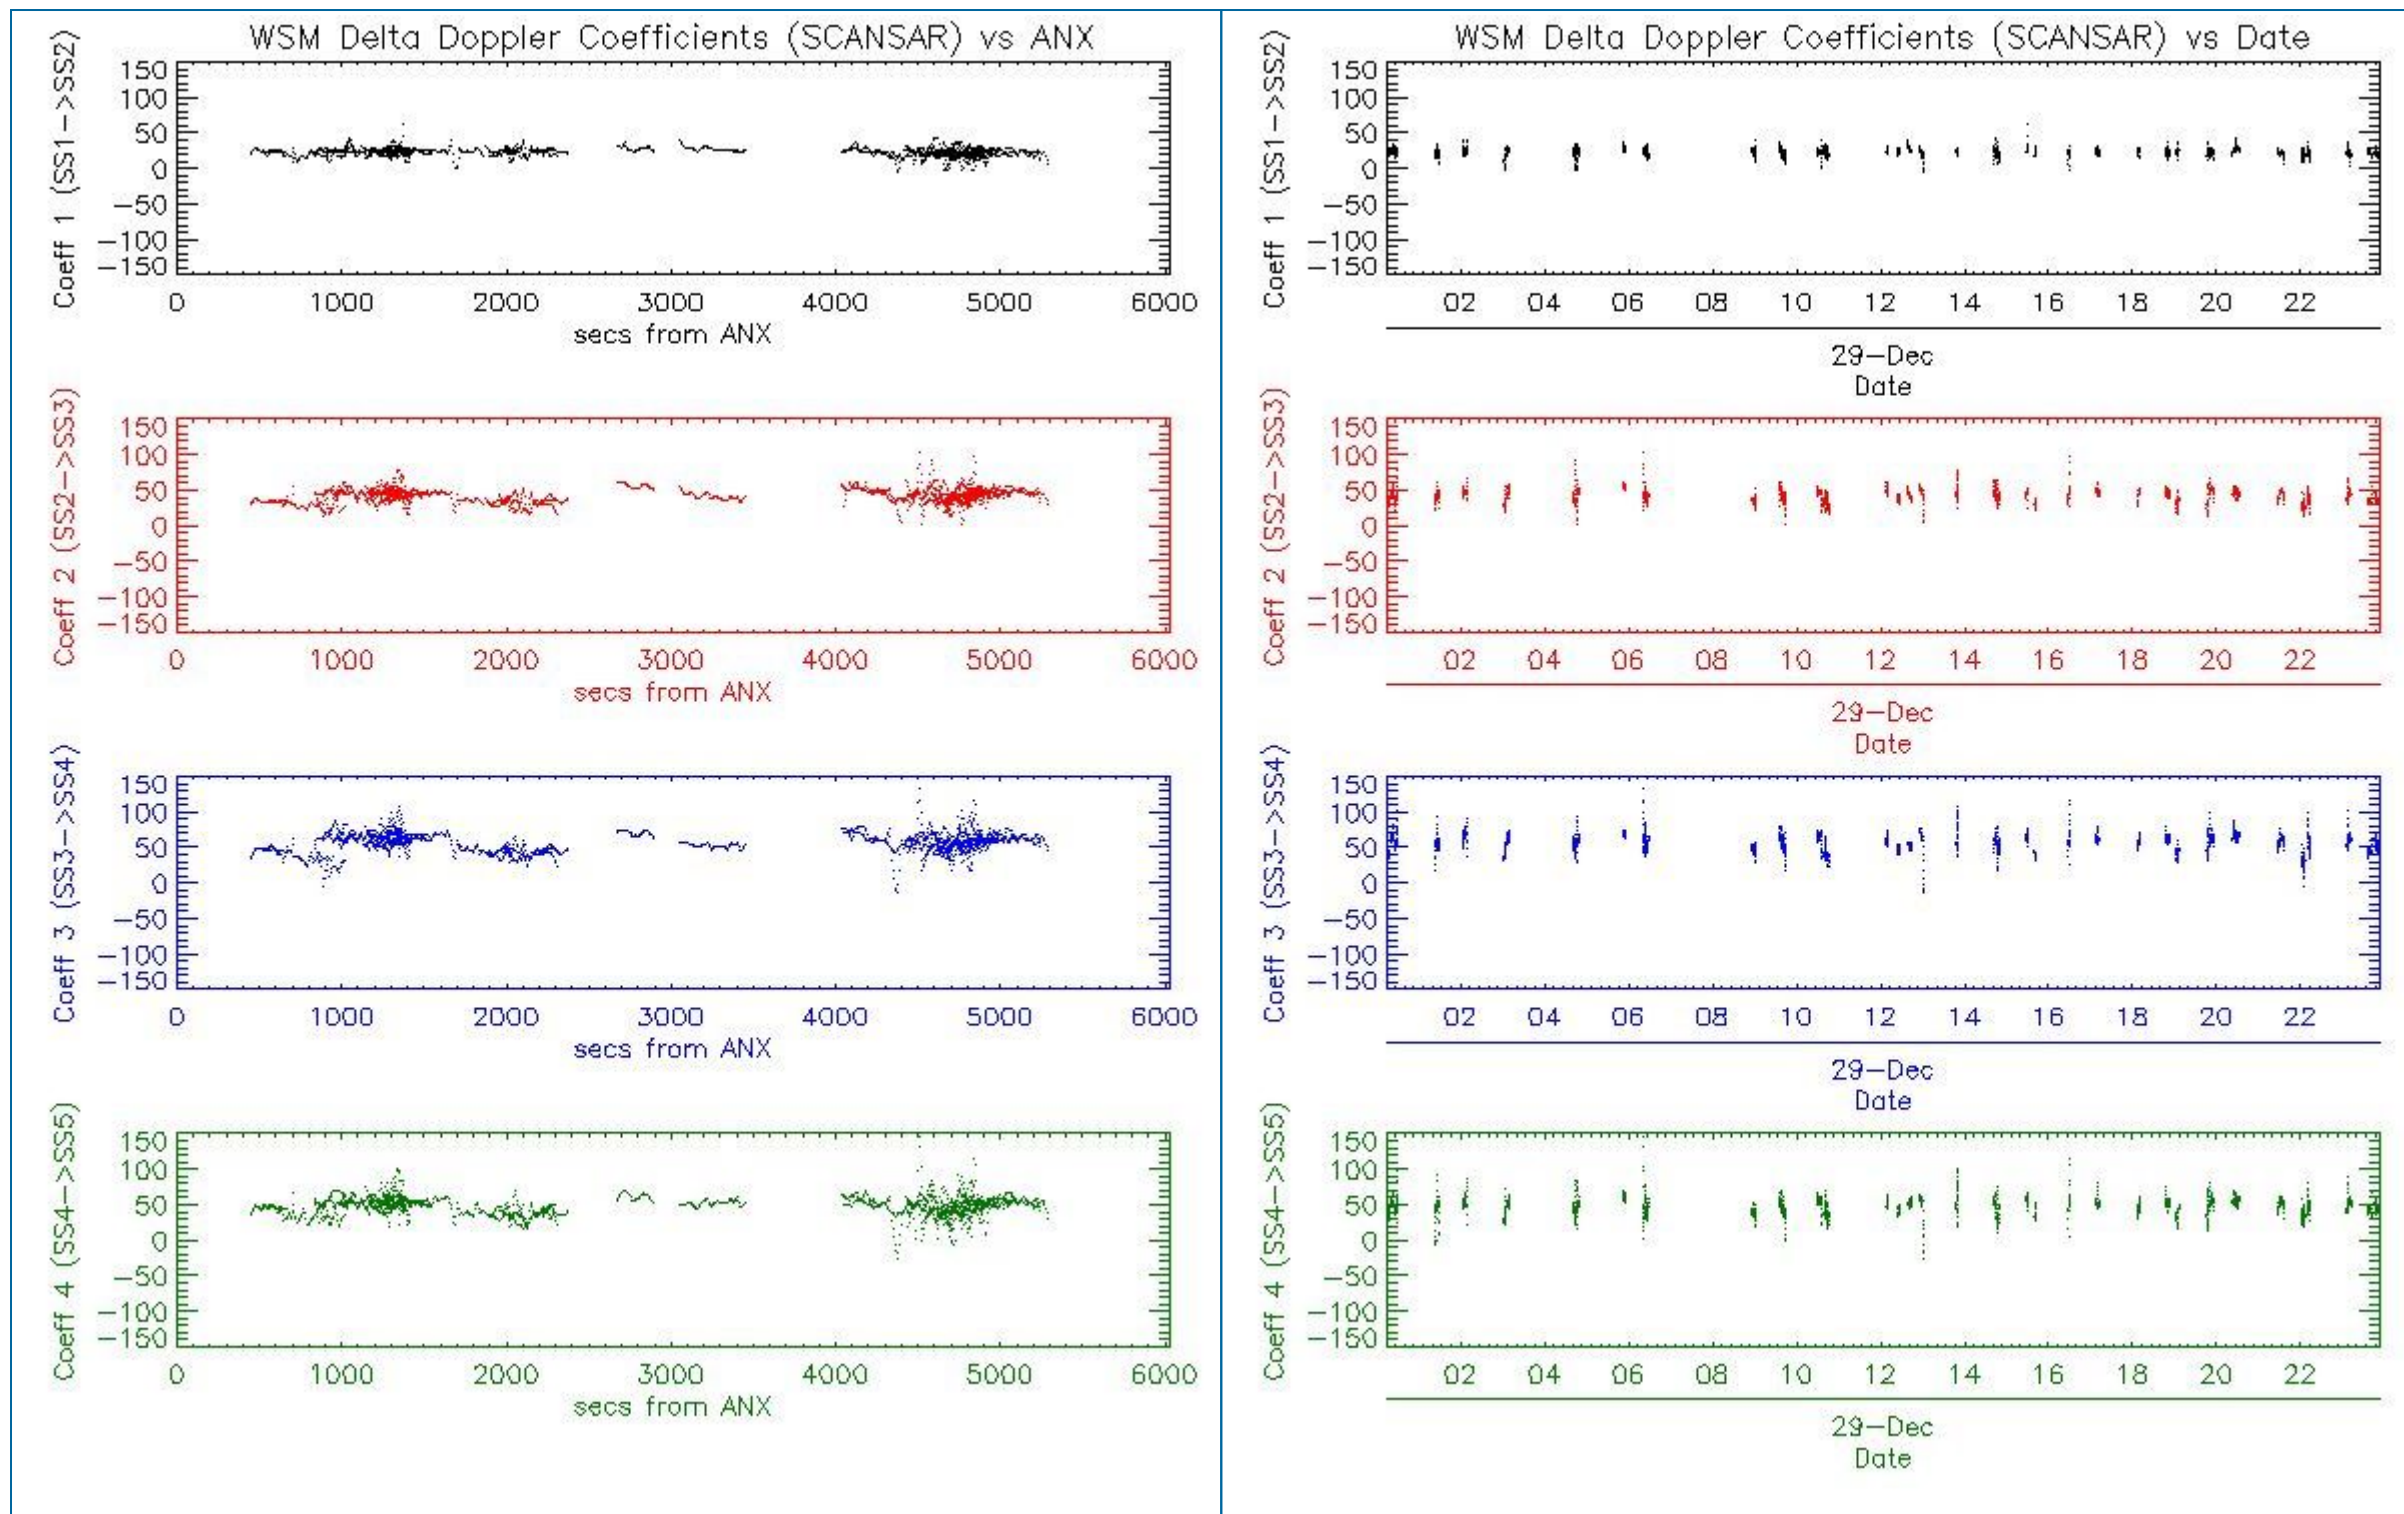 WSM Delta Doppler Coefficients (SCANSAR) vs ANX
Coeff 1 (SS1->SS2)
150
100
50
0
-50
-100
-150
0 1000 2000 3000 4000 5000 6000
secs from ANX
Coeff 2 (SS2->SS3)
150
100
50
0
-50
-100
-150
0 1000 2000 3000 4000 5000 6000
secs from ANX
Coeff 3 (SS3->SS4)
150
100
50
0
-50
-100
-150
0 1000 2000 3000 4000 5000 6000
secs from ANX
Coeff 4 (SS4->SS5)
150
100
50
0
-50
-100
-150
0 1000 2000 3000 4000 5000 6000
secs from ANX
WSM Delta Doppler Coefficients (SCANSAR) vs Date
Coeff 1 (SS1->SS2)
150
100
50
0
-50
-100
-150
02 04 06 08 10 12 14 16 18 20 22
29-Dec
Date
Coeff 2 (SS2->SS3)
150
100
50
0
-50
-100
-150
02 04 06 08 10 12 14 16 18 20 22
29-Dec
Date
Coeff 3 (SS3->SS4)
150
100
50
0
-50
-100
-150
02 04 06 08 10 12 14 16 18 20 22
29-Dec
Date
Coeff 4 (SS4->SS5)
150
100
50
0
-50
-100
-150
02 04 06 08 10 12 14 16 18 20 22
29-Dec
Date